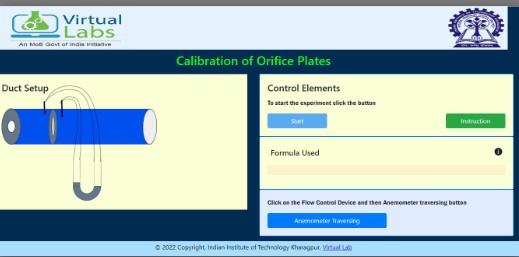 Virtual
Labs
An MoE Govt of India Initiative
Calibration of Orifice Plates
Duct Setup
Control Elements
To start the experiment click the button
Start
Instruction
Formula Used
Click on the Flow Control Device and then Anemometer traversing button
Anemometer Traversing
© 2022 Copyright, Indian Institute of Technology Kharagpur, Virtual Lab